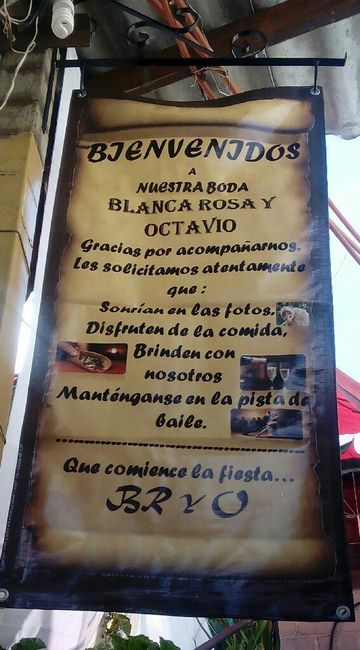 BIENVENIDOS
A
NUESTRA BODA
BLANCA ROSA Y
OCTAVIO
Gracias por acompañarnos.
Les solicitamos atentamente
que :
Sonrían en las fotos,
Disfruten de la comida,
Brinden con
nosotros
Manténganse en la pista de
baile.
Que comience la fiesta...
BR Y O